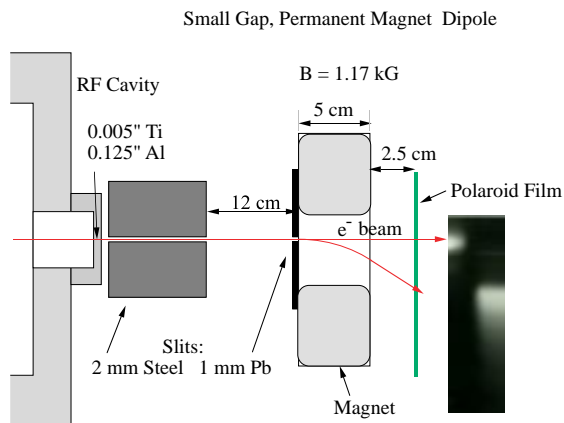 Small Gap, Permanent Magnet Dipole
RF Cavity
B = 1.17 kG
5 cm
0.005" Ti
0.125" Al
2.5 cm
Polaroid Film
12 cm
e- beam
Slits:
2 mm Steel
1 mm Pb
Magnet